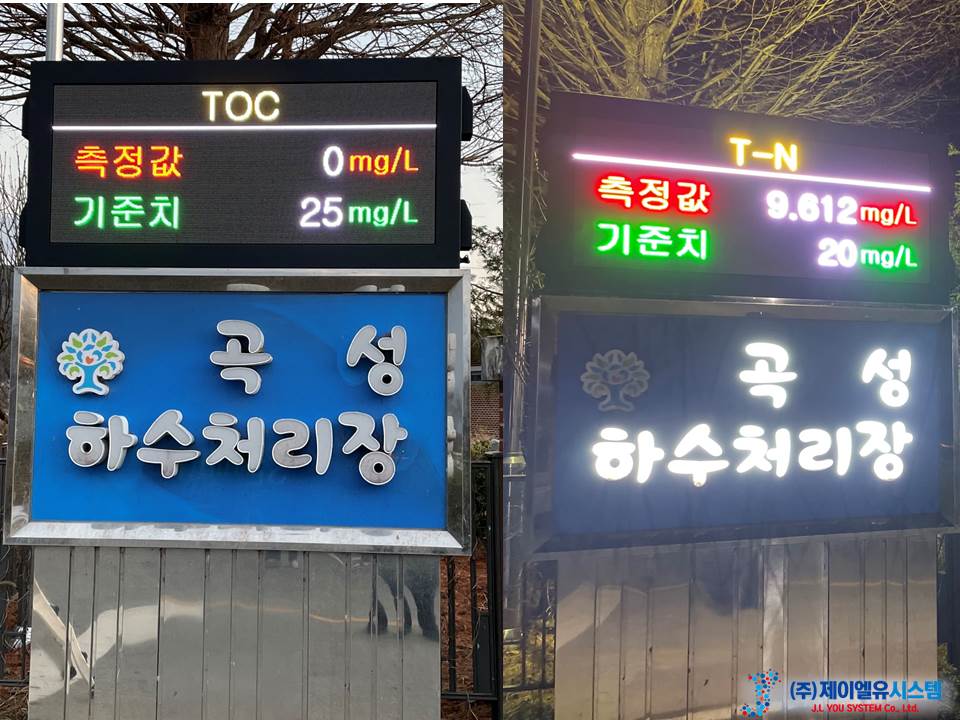 TOC
측정값 0 mg/L
기준치 25 mg/L
곡 성
하수처리장
T-N
측정값 9.612 mg/L
기준치 20 mg/L
곡 성
하수처리장
(주)제이엘유시스템
J.L YOU SYSTEM Co., Ltd.